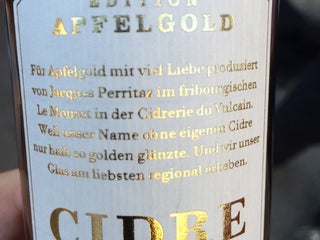 EDITION
APFELGOLD
Für Apfelgold mit viel Liebe produziert
von Jacques Perritaz im fribourgischen
Le Mouret in der Cidrerie du Vulcain.
Weil unser Name ohne eigenen Cidre
nur halb so golden glänzte. Und wir unser
Glas am liebsten regional erheben.
CIDRE